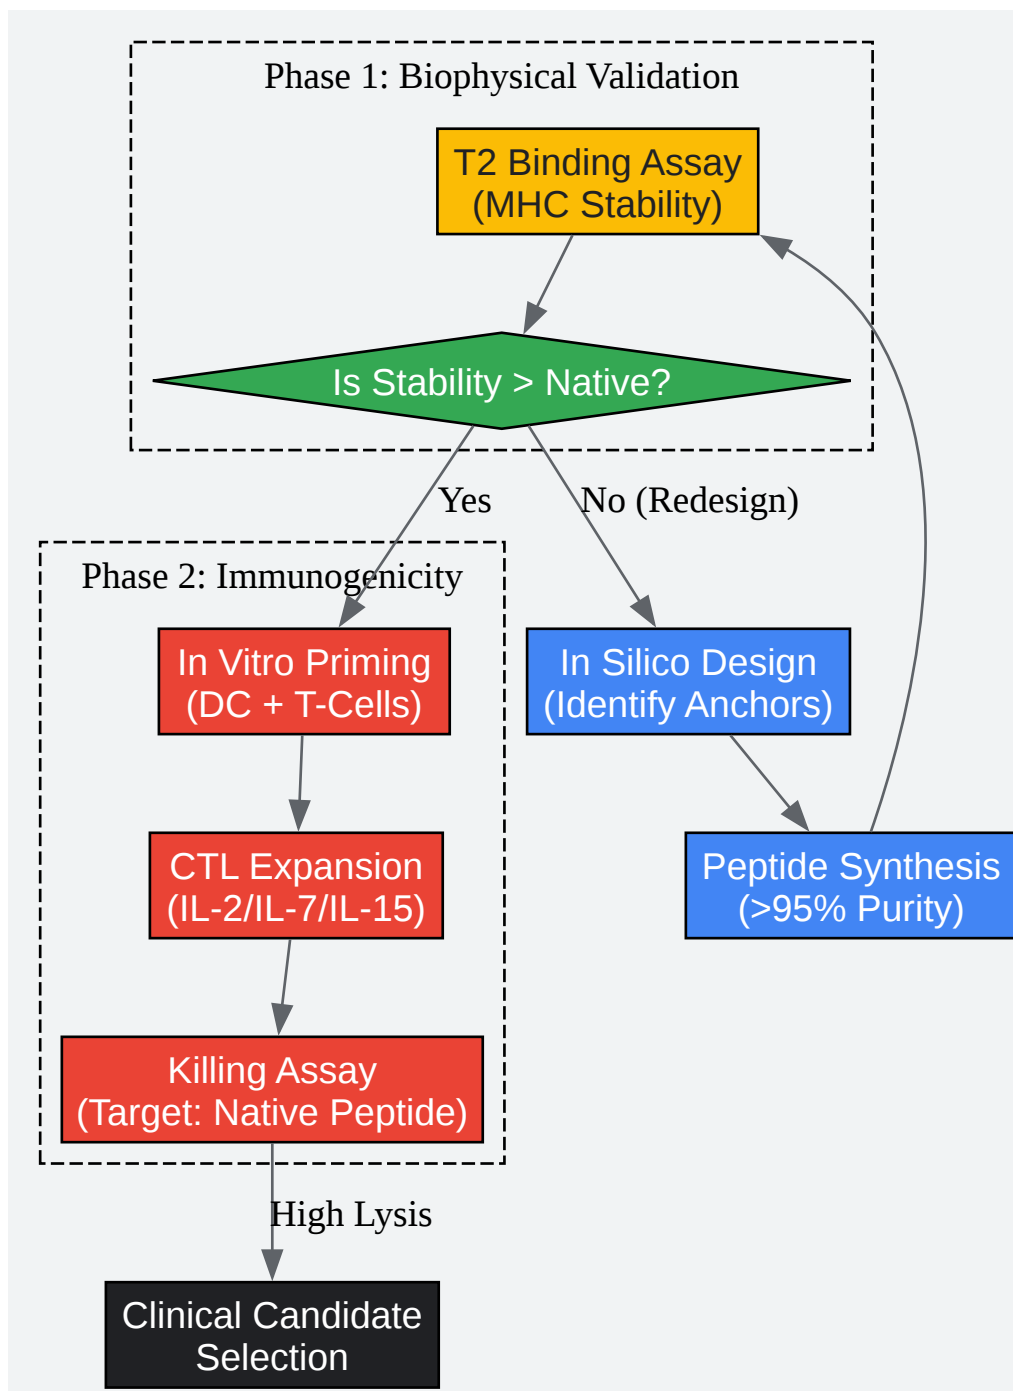 Phase 1: Biophysical Validation
T2 Binding Assay
(MHC Stability)
Is Stability > Native?
Yes
No (Redesign)
Phase 2: Immunogenicity
In Vitro Priming
(DC + T-Cells)
In Silico Design
(Identify Anchors)
CTL Expansion
(IL-2/IL-7/IL-15)
Peptide Synthesis
(>95% Purity)
Killing Assay
(Target: Native Peptide)
High Lysis
Clinical Candidate
Selection